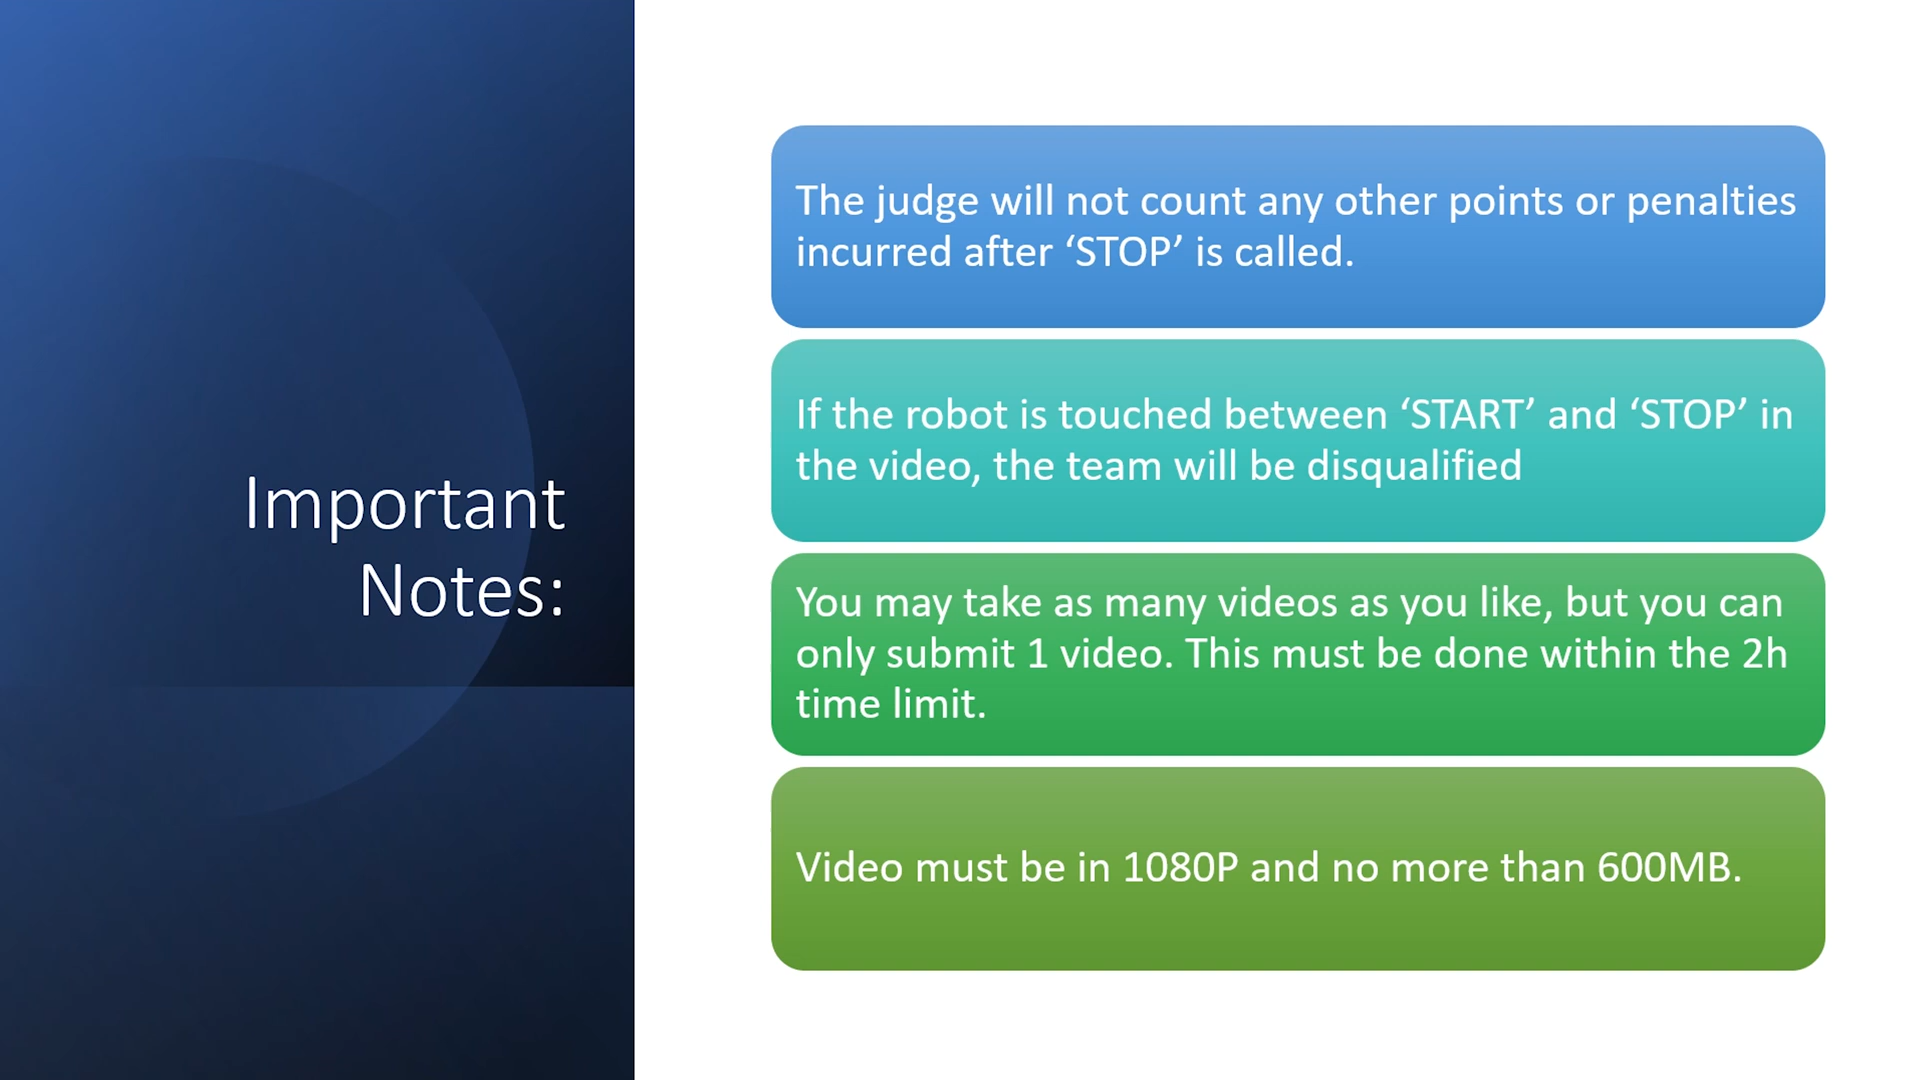 Important
Notes:
The judge will not count any other points or penalties
incurred after ‘STOP’ is called.
If the robot is touched between ‘START’ and ‘STOP’ in
the video, the team will be disqualified
You may take as many videos as you like, but you can
only submit 1 video. This must be done within the 2h
time limit.
Video must be in 1080P and no more than 600MB.